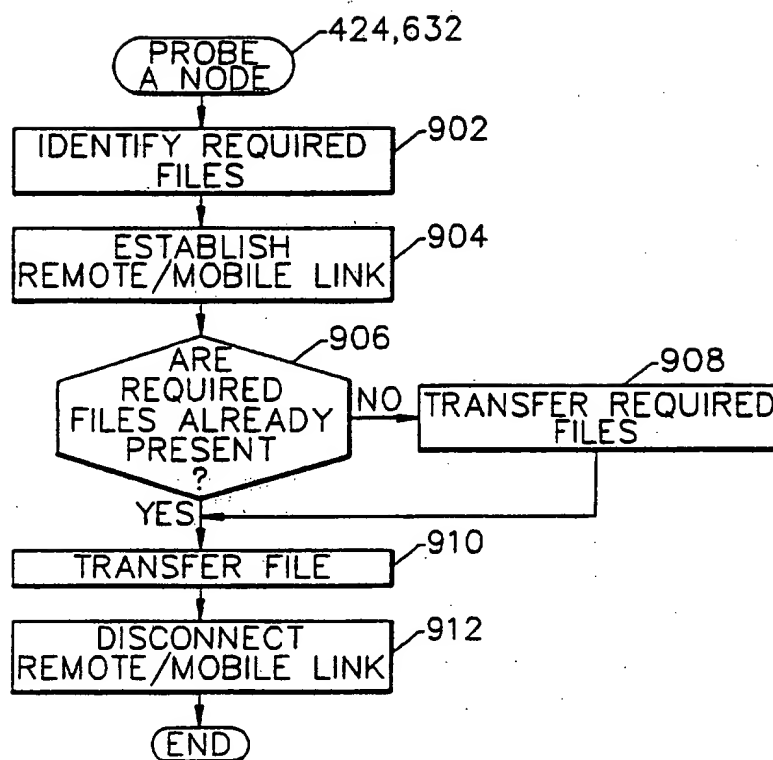 PROBE
A NODE
424,632
IDENTIFY REQUIRED
FILES
902
ESTABLISH
REMOTE/MOBILE LINK
904
ARE
REQUIRED
FILES ALREADY
PRESENT
?
906
NO
TRANSFER REQUIRED
FILES
908
YES
TRANSFER FILE
910
DISCONNECT
REMOTE/MOBILE LINK
912
END